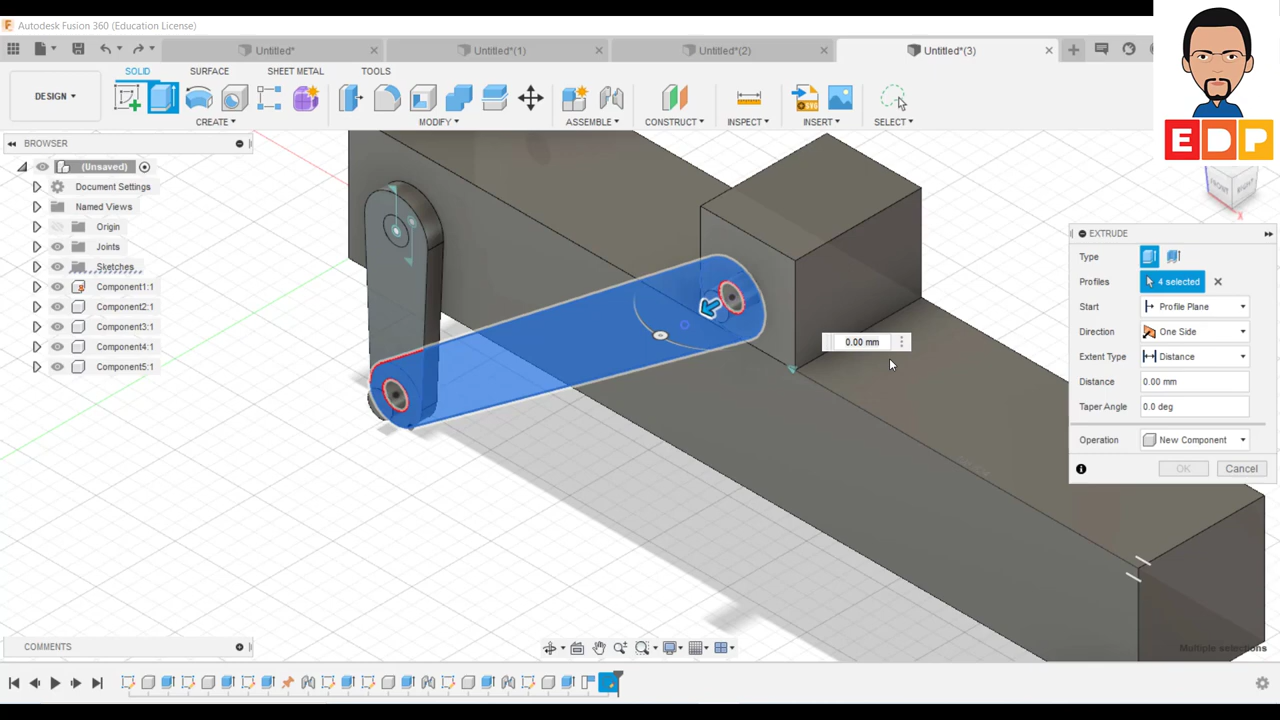 Autodesk Fusion 360 (Education License)
Untitled*
Untitled*(1)
Untitled*(2)
Untitled*(3)
SOLID
SURFACE
SHEET METAL
TOOLS
DESIGN
CREATE
MODIFY
ASSEMBLE
CONSTRUCT
INSPECT
INSERT
SELECT
EDP
BROWSER
(Unsaved)
Document Settings
Named Views
Origin
Joints
Sketches
Component1:1
Component2:1
Component3:1
Component4:1
Component5:1
FRONT
RIGHT
X
EXTRUDE
Type
Profiles 4 selected
Start Profile Plane
Direction One Side
Extent Type Distance
Distance 0.00 mm
Taper Angle 0.0 deg
Operation New Component
OK Cancel
0.00 mm
Multiple selections
COMMENTS